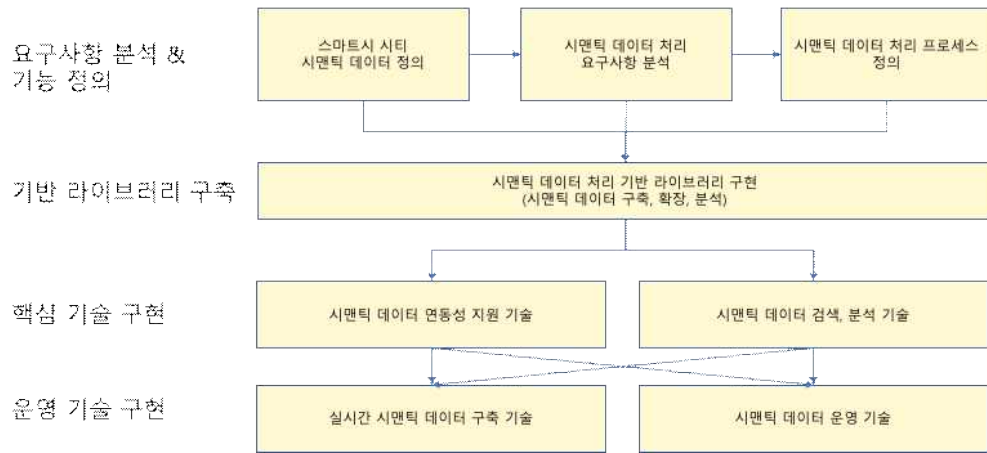 요구사항 분석 &
기능 정의
스마트시 시티
시맨틱 데이터 정의
시맨틱 데이터 처리
요구사항 분석
시맨틱 데이터 처리 프로세스
정의
기반 라이브러리 구축
시맨틱 데이터 처리 기반 라이브러리 구현
(시맨틱 데이터 구축, 확장, 분석)
핵심 기술 구현
시맨틱 데이터 연동성 지원 기술
시맨틱 데이터 검색, 분석 기술
운영 기술 구현
실시간 시맨틱 데이터 구축 기술
시맨틱 데이터 운영 기술